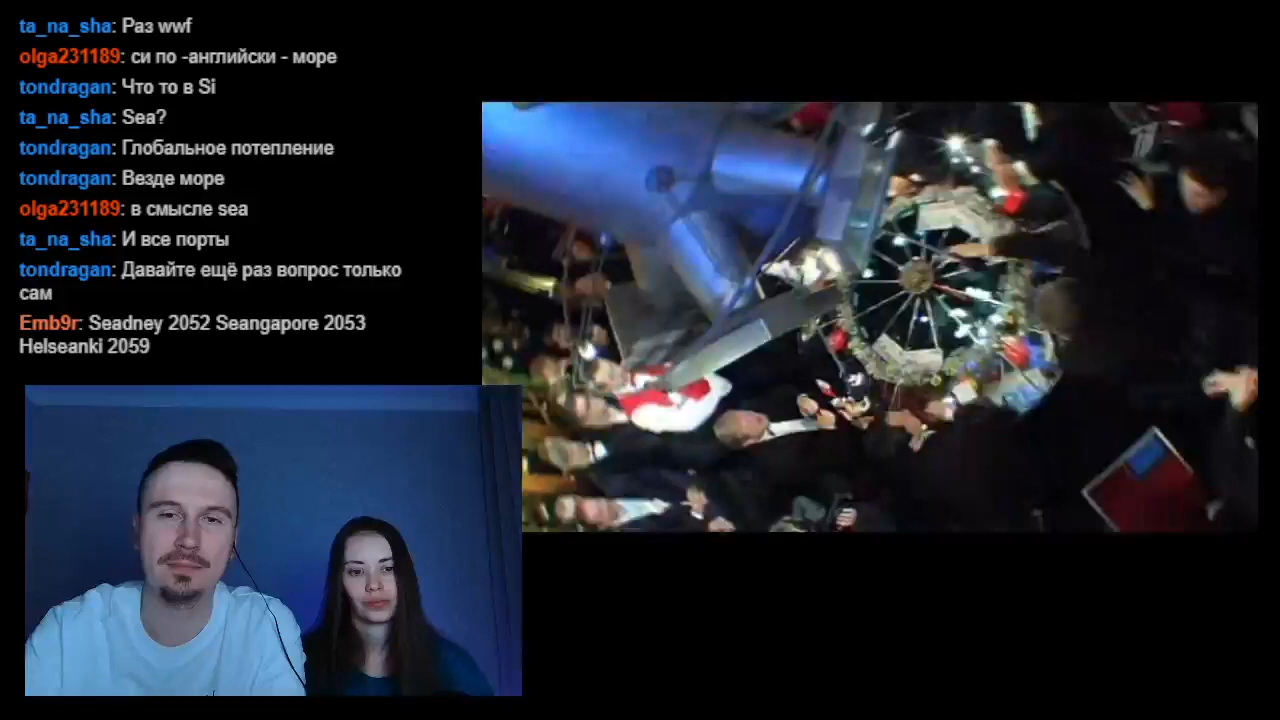 ta_na_sha: Раз wwf
olga231189: си по -английски - море
tondragan: Что то в Si
ta_na_sha: Sea?
tondragan: Глобальное потепление
tondragan: Везде море
olga231189: в смысле sea
ta_na_sha: И все порты
tondragan: Давайте ещё раз вопрос только
сам
Emb9r: Seadney 2052 Seangapore 2053
Helseanki 2059